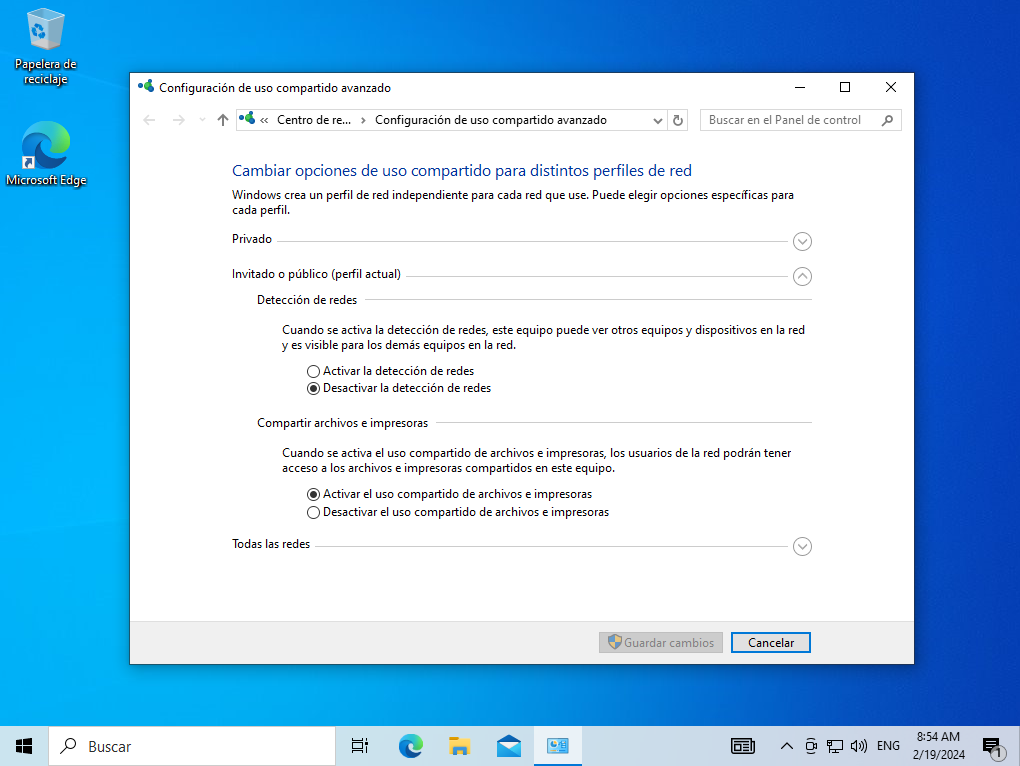 Papelera de
reciclaje
Microsoft Edge
Configuración de uso compartido avanzado
« Centro de re... › Configuración de uso compartido avanzado
Buscar en el Panel de control
Cambiar opciones de uso compartido para distintos perfiles de red
Windows crea un perfil de red independiente para cada red que use. Puede elegir opciones específicas para
cada perfil.
Privado
Invitado o público (perfil actual)
Detección de redes
Cuando se activa la detección de redes, este equipo puede ver otros equipos y dispositivos en la red
y es visible para los demás equipos en la red.
Activar la detección de redes
Desactivar la detección de redes
Compartir archivos e impresoras
Cuando se activa el uso compartido de archivos e impresoras, los usuarios de la red podrán tener
acceso a los archivos e impresoras compartidos en este equipo.
Activar el uso compartido de archivos e impresoras
Desactivar el uso compartido de archivos e impresoras
Todas las redes
Guardar cambios
Cancelar
Buscar
ENG
8:54 AM
2/19/2024
1